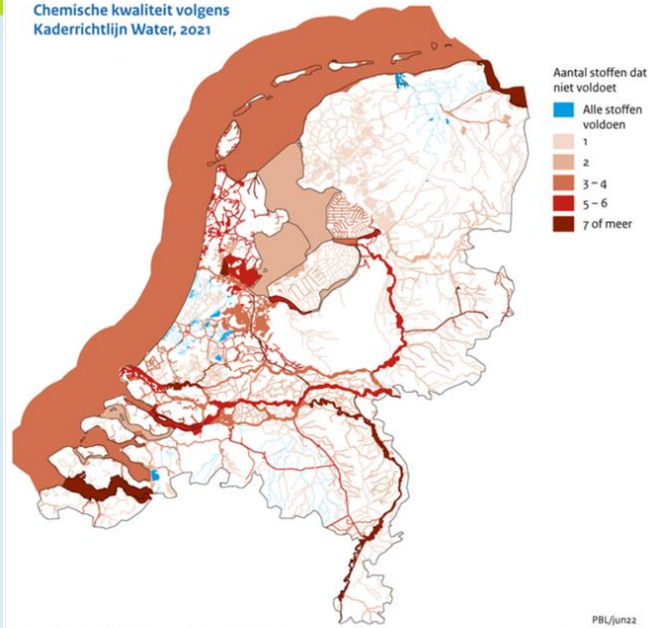 Chemische kwaliteit volgens
Kaderrichtlijn Water, 2021
Aantal stoffen dat
niet voldoet
Alle stoffen
voldoen
1
2
3 – 4
5 – 6
7 of meer
PBL/jun22